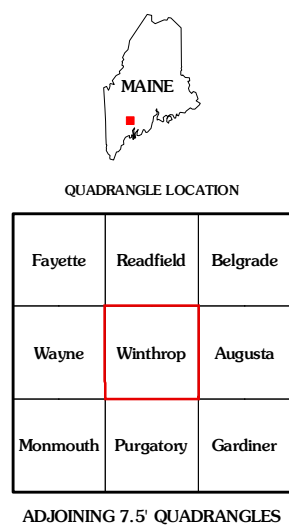 MAINE
QUADRANGLE LOCATION
Fayette Readfield Belgrade
Wayne Winthrop Augusta
Monmouth Purgatory Gardiner
ADJOINING 7.5' QUADRANGLES